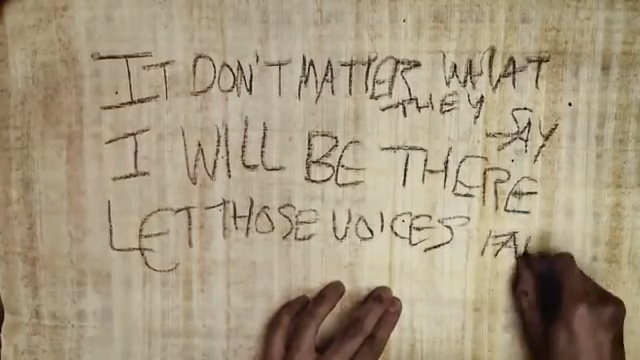 IT DON'T MATTER WHAT
THEY SAY
I WILL BE THERE
LET THOSE VOICES